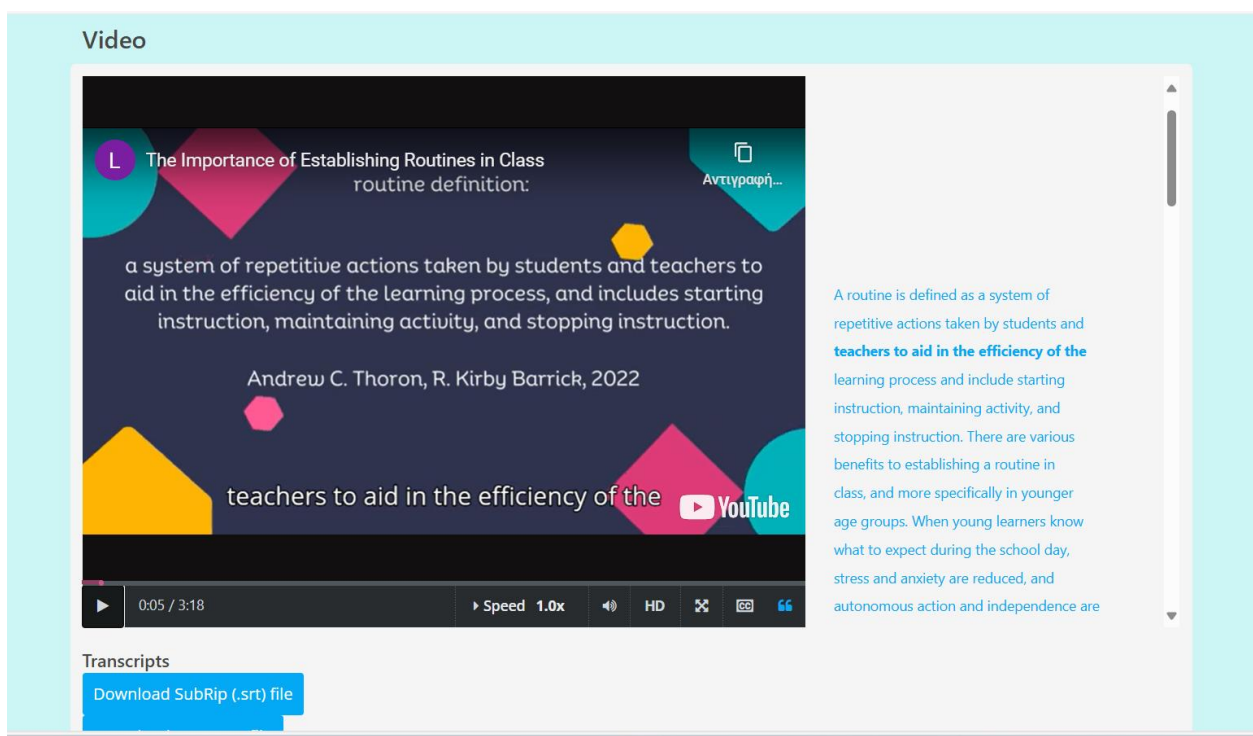 Video
L
The Importance of Establishing Routines in Class
Αντιγραφή...
routine definition:
a system of repetitive actions taken by students and teachers to
aid in the efficiency of the learning process, and includes starting
instruction, maintaining activity, and stopping instruction.
Andrew C. Thoron, R. Kirby Barrick, 2022
teachers to aid in the efficiency of the
YouTube
0:05 / 3:18
Speed 1.0x
HD
CC
A routine is defined as a system of
repetitive actions taken by students and
teachers to aid in the efficiency of the
learning process and include starting
instruction, maintaining activity, and
stopping instruction. There are various
benefits to establishing a routine in
class, and more specifically in younger
age groups. When young learners know
what to expect during the school day,
stress and anxiety are reduced, and
autonomous action and independence are
Transcripts
Download SubRip (.srt) file